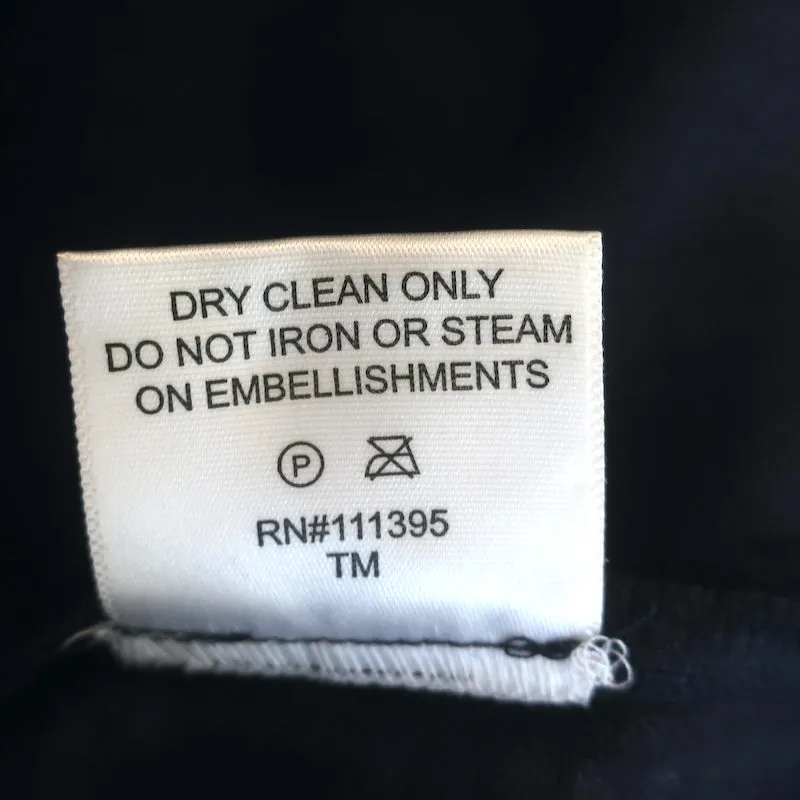 DRY CLEAN ONLY
DO NOT IRON OR STEAM
ON EMBELLISHMENTS
P
RN#111395
TM